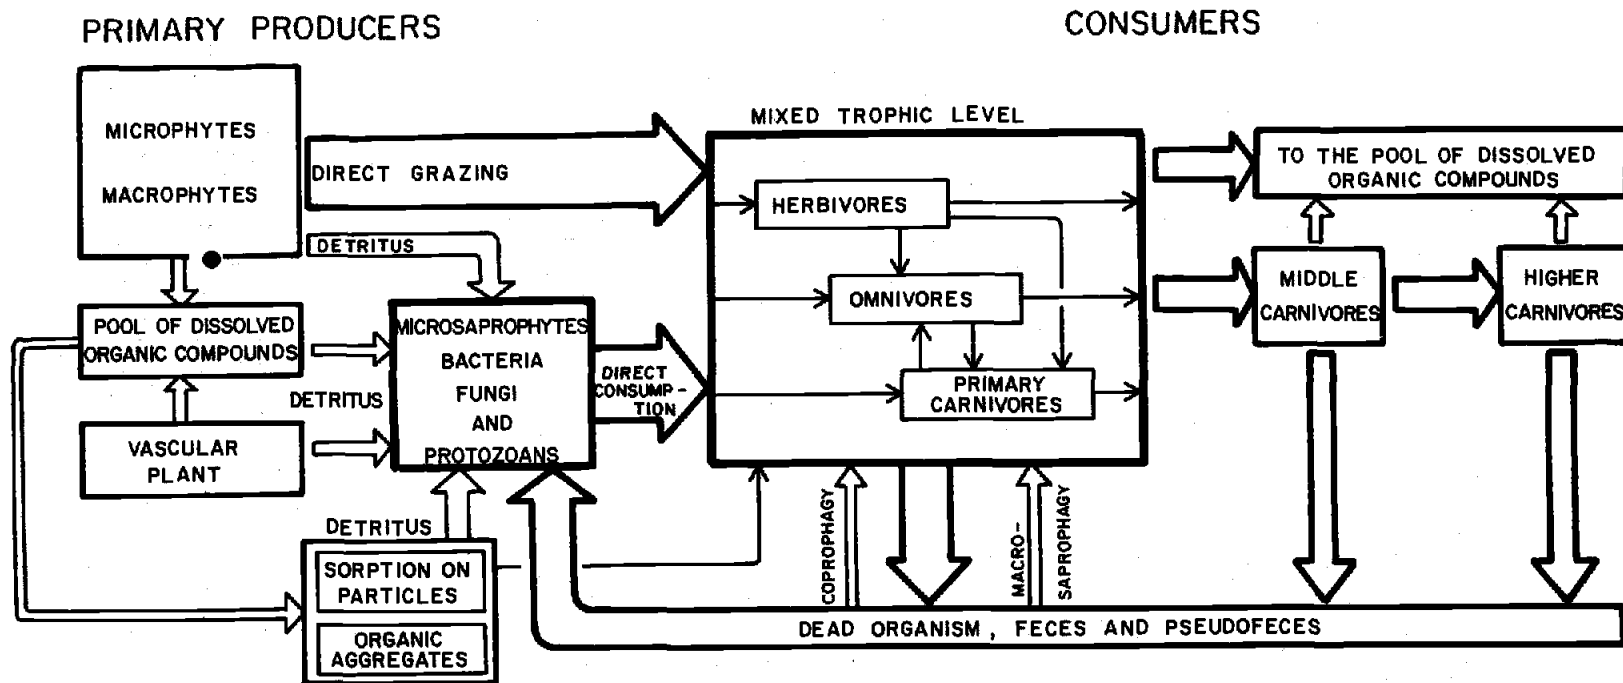 PRIMARY PRODUCERS
CONSUMERS
MICROPHYTES
MACROPHYTES
DIRECT GRAZING
DETRITUS
POOL OF DISSOLVED
ORGANIC COMPOUNDS
VASCULAR
PLANT
DETRITUS
MICROSAPROPHYTES
BACTERIA
FUNGI
AND
PROTOZOANS
DIRECT
CONSUMP-
TION
DETRITUS
SORPTION ON
PARTICLES
ORGANIC
AGGREGATES
MIXED TROPHIC LEVEL
HERBIVORES
OMNIVORES
PRIMARY
CARNIVORES
COPROPHAGY
MACRO-
SAPROPHAGY
TO THE POOL OF DISSOLVED
ORGANIC COMPOUNDS
MIDDLE
CARNIVORES
HIGHER
CARNIVORES
DEAD ORGANISM, FECES AND PSEUDOFECES